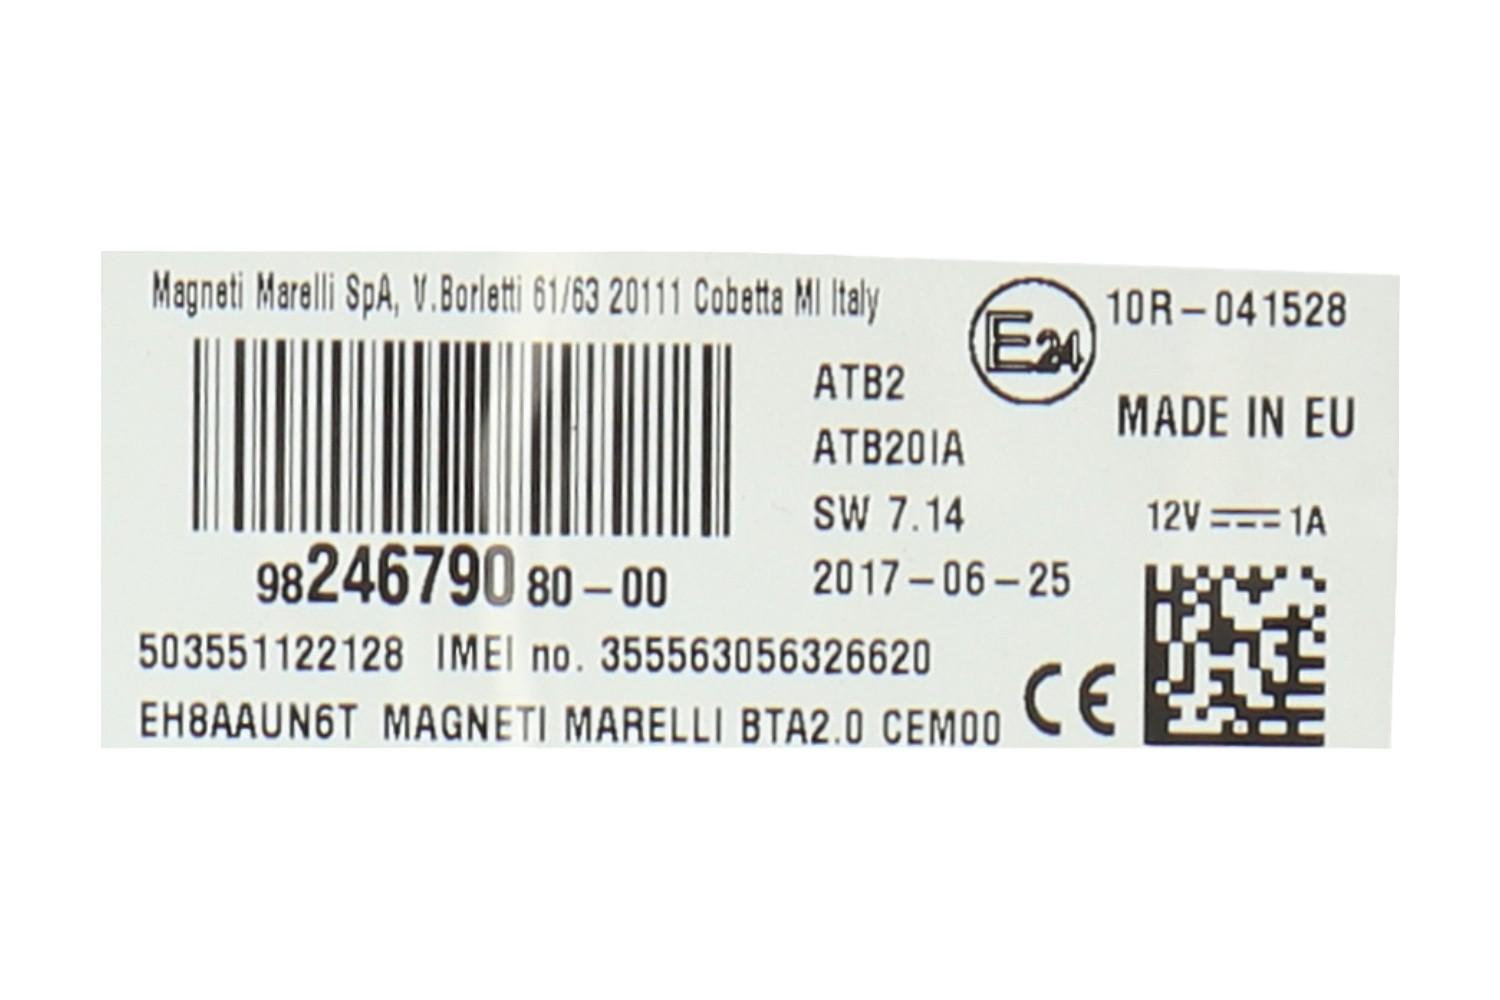 Magneti Marelli SpA, V.Borletti 61/63 20111 Cobetta MI Italy
E24 10R-041528
ATB2
MADE IN EU
ATB20IA
SW 7.14
12V 1A
98246790 80-00
2017-06-25
503551122128 IMEI no. 355563056326620
EH8AAUN6T MAGNETI MARELLI BTA2.0 CEM00 CE